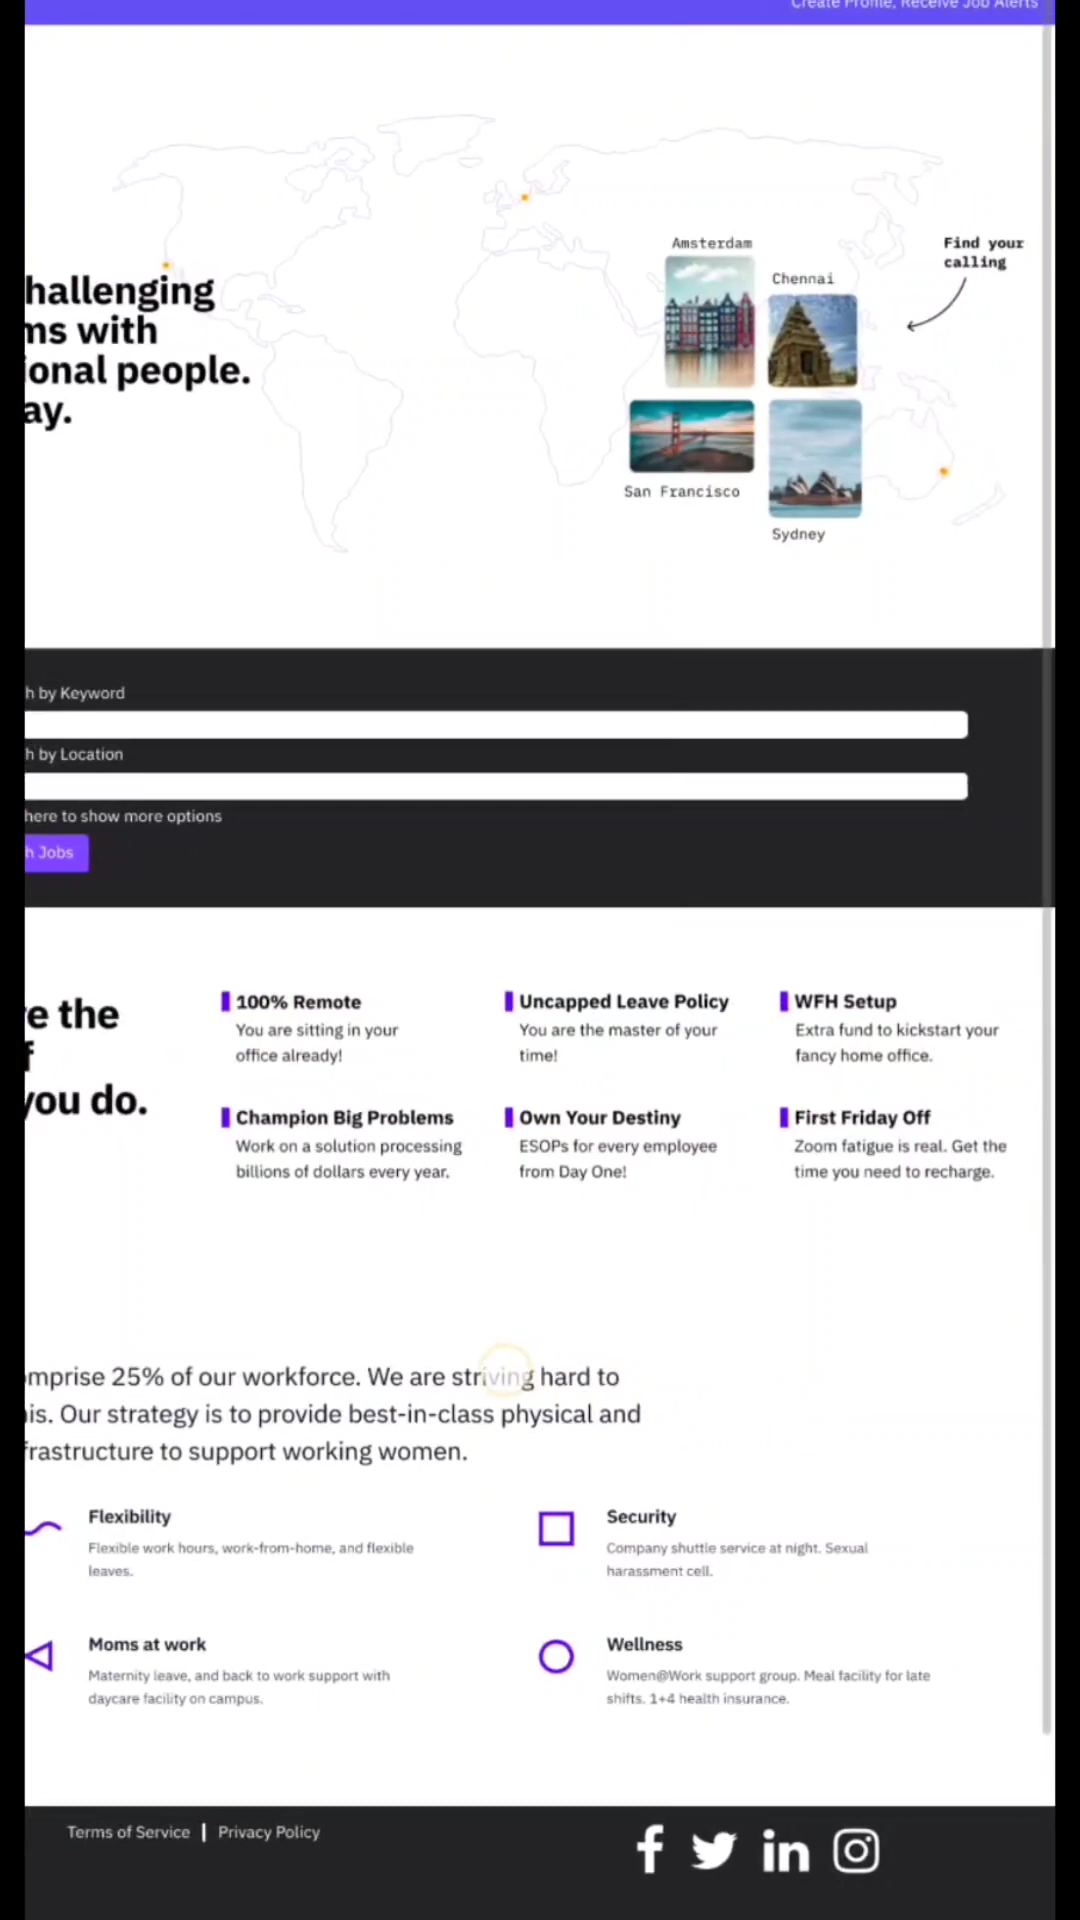 Create Profile, Receive Job Alerts
Amsterdam
Chennai
Find your
calling
San Francisco
Sydney
hallenging
ms with
ional people.
ay.
h by Keyword
h by Location
here to show more options
h Jobs
e the
f
you do.
100% Remote
You are sitting in your
office already!
Uncapped Leave Policy
You are the master of your
time!
WFH Setup
Extra fund to kickstart your
fancy home office.
Champion Big Problems
Work on a solution processing
billions of dollars every year.
Own Your Destiny
ESOPs for every employee
from Day One!
First Friday Off
Zoom fatigue is real. Get the
time you need to recharge.
omprise 25% of our workforce. We are striving hard to
is. Our strategy is to provide best-in-class physical and
frastructure to support working women.
Flexibility
Flexible work hours, work-from-home, and flexible
leaves.
Security
Company shuttle service at night. Sexual
harassment cell.
Moms at work
Maternity leave, and back to work support with
daycare facility on campus.
Wellness
Women@Work support group. Meal facility for late
shifts. 1+4 health insurance.
Terms of Service | Privacy Policy